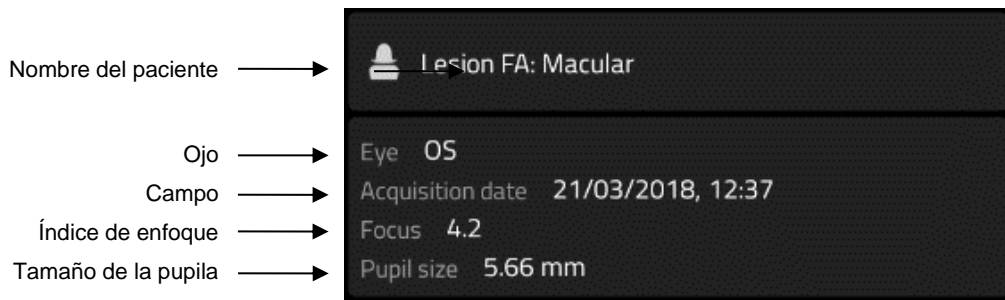 Nombre del paciente
Lesion FA: Macular
Ojo
Eye OS
Campo
Acquisition date 21/03/2018, 12:37
Índice de enfoque
Focus 4.2
Tamaño de la pupila
Pupil size 5.66 mm